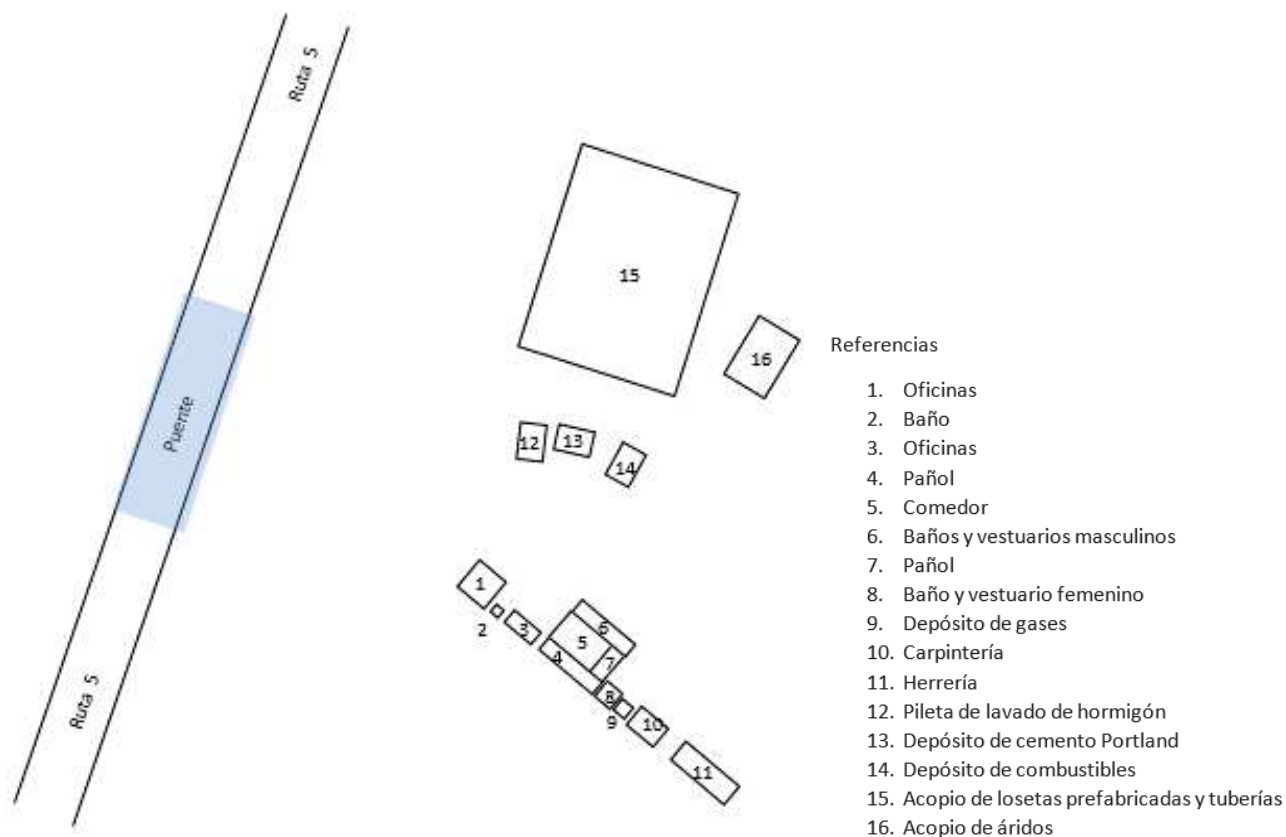 Ruta 5
15
16
Puente
12
13
14
1
2
3
6
5
4
7
8
9
10
11
Ruta 5
Referencias
1. Oficinas
2. Baño
3. Oficinas
4. Pañol
5. Comedor
6. Baños y vestuarios masculinos
7. Pañol
8. Baño y vestuario femenino
9. Depósito de gases
10. Carpintería
11. Herrería
12. Pileta de lavado de hormigón
13. Depósito de cemento Portland
14. Depósito de combustibles
15. Acopio de losetas prefabricadas y tuberías
16. Acopio de áridos